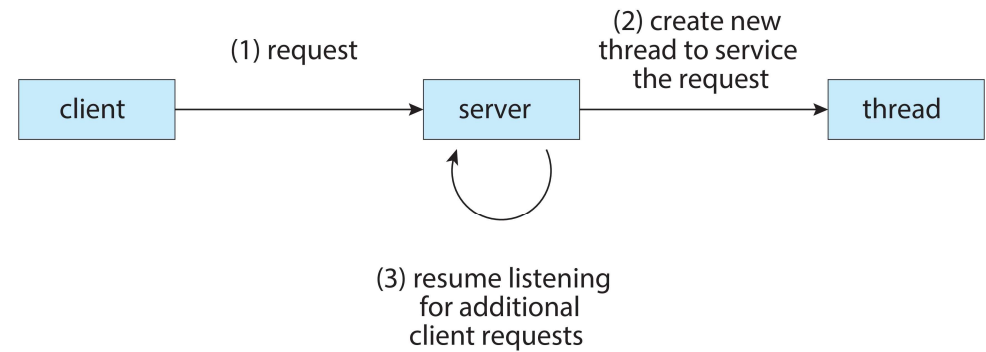 (1) request
(2) create new
thread to service
the request
client
server
thread
(3) resume listening
for additional
client requests